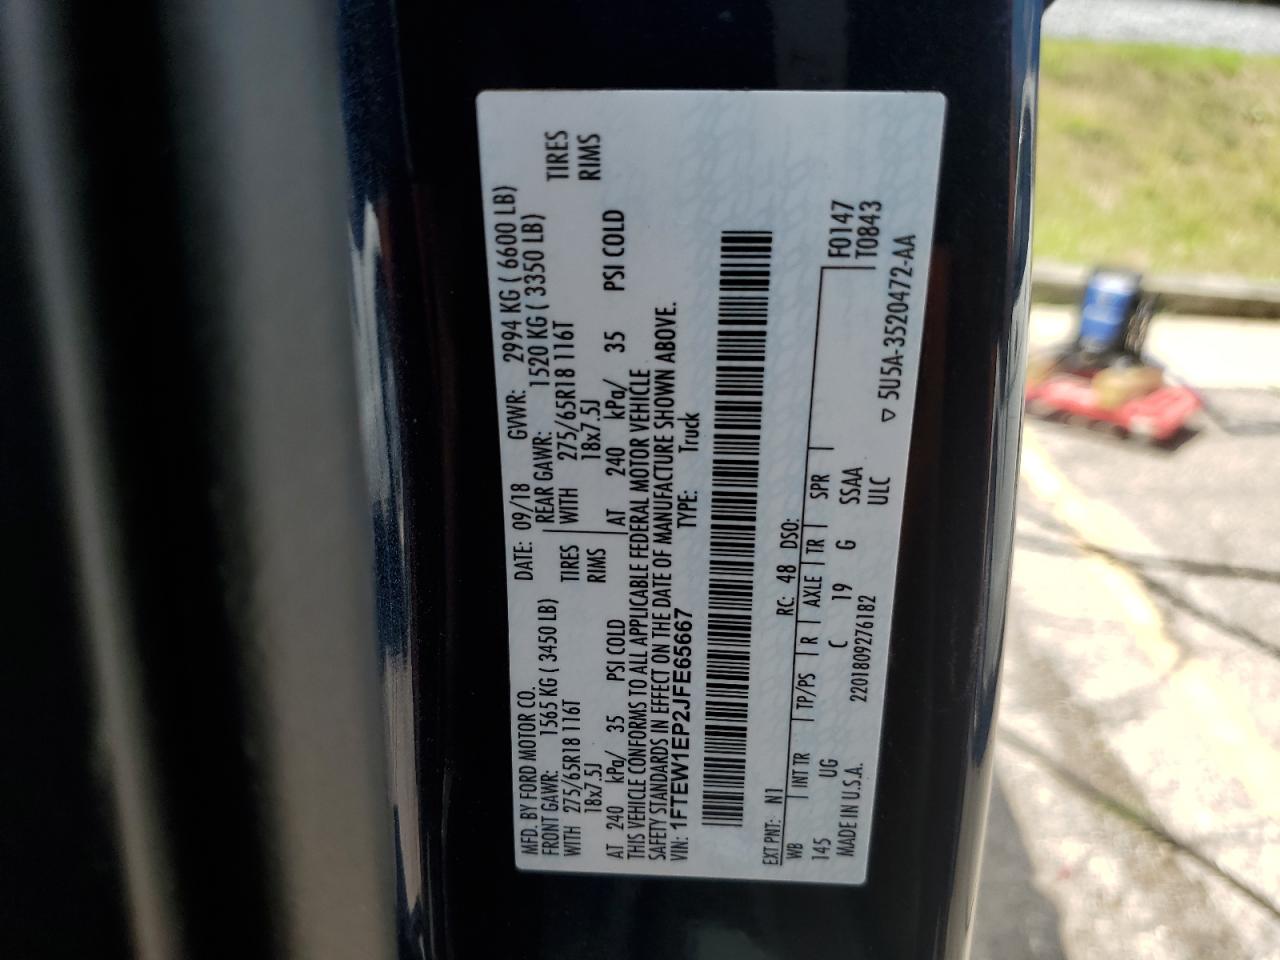 MFD. BY FORD MOTOR CO. DATE: 09/18 GVWR: 2994 KG ( 6600 LB)
FRONT GAWR: 1565 KG ( 3450 LB) REAR GAWR: 1520 KG ( 3350 LB)
WITH 275/65R18 116T TIRES WITH 275/65R18 116T TIRES
18x7.5J RIMS 18x7.5J RIMS
AT 240 kPa/ 35 PSI COLD AT 240 kPa/ 35 PSI COLD
THIS VEHICLE CONFORMS TO ALL APPLICABLE FEDERAL MOTOR VEHICLE
SAFETY STANDARDS IN EFFECT ON THE DATE OF MANUFACTURE SHOWN ABOVE.
VIN: 1FTEW1EP2JFE65667 TYPE: Truck
EXT PNT: N1 RC: 48 DSO:
WB INT TR TP/PS R AXLE TR SPR F0147
145 UG C 19 G SSAA T0843
MADE IN U.S.A. 2201809276182 ULC
▽ 5U5A-3520472-AA